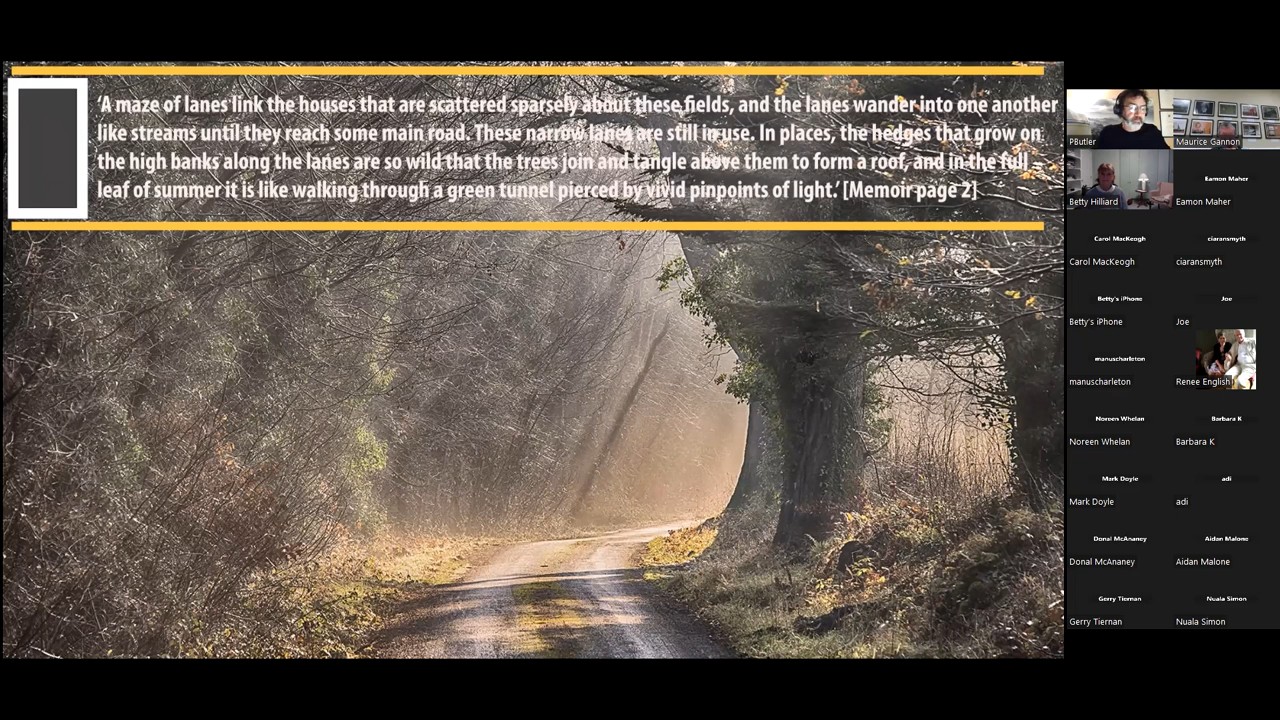 ‘A maze of lanes link the houses that are scattered sparsely about these fields, and the lanes wander into one another
like streams until they reach some main road. These narrow lanes are still in use. In places, the hedges that grow on
the high banks along the lanes are so wild that the trees join and tangle above them to form a roof, and in the full –
leaf of summer it is like walking through a green tunnel pierced by vivid pinpoints of light.’ [Memoir page 2]
PButler
Maurice Gannon
Betty Hilliard
Eamon Maher
Eamon Maher
Carol MacKeogh
ciaransmyth
Carol MacKeogh
ciaransmyth
Betty's iPhone
Joe
Betty's iPhone
Joe
manuscharleton
manuscharleton
Renee English
Noreen Whelan
Barbara K
Noreen Whelan
Barbara K
Mark Doyle
adi
Mark Doyle
adi
Donal McAnaney
Aidan Malone
Donal McAnaney
Aidan Malone
Gerry Tiernan
Nuala Simon
Gerry Tiernan
Nuala Simon